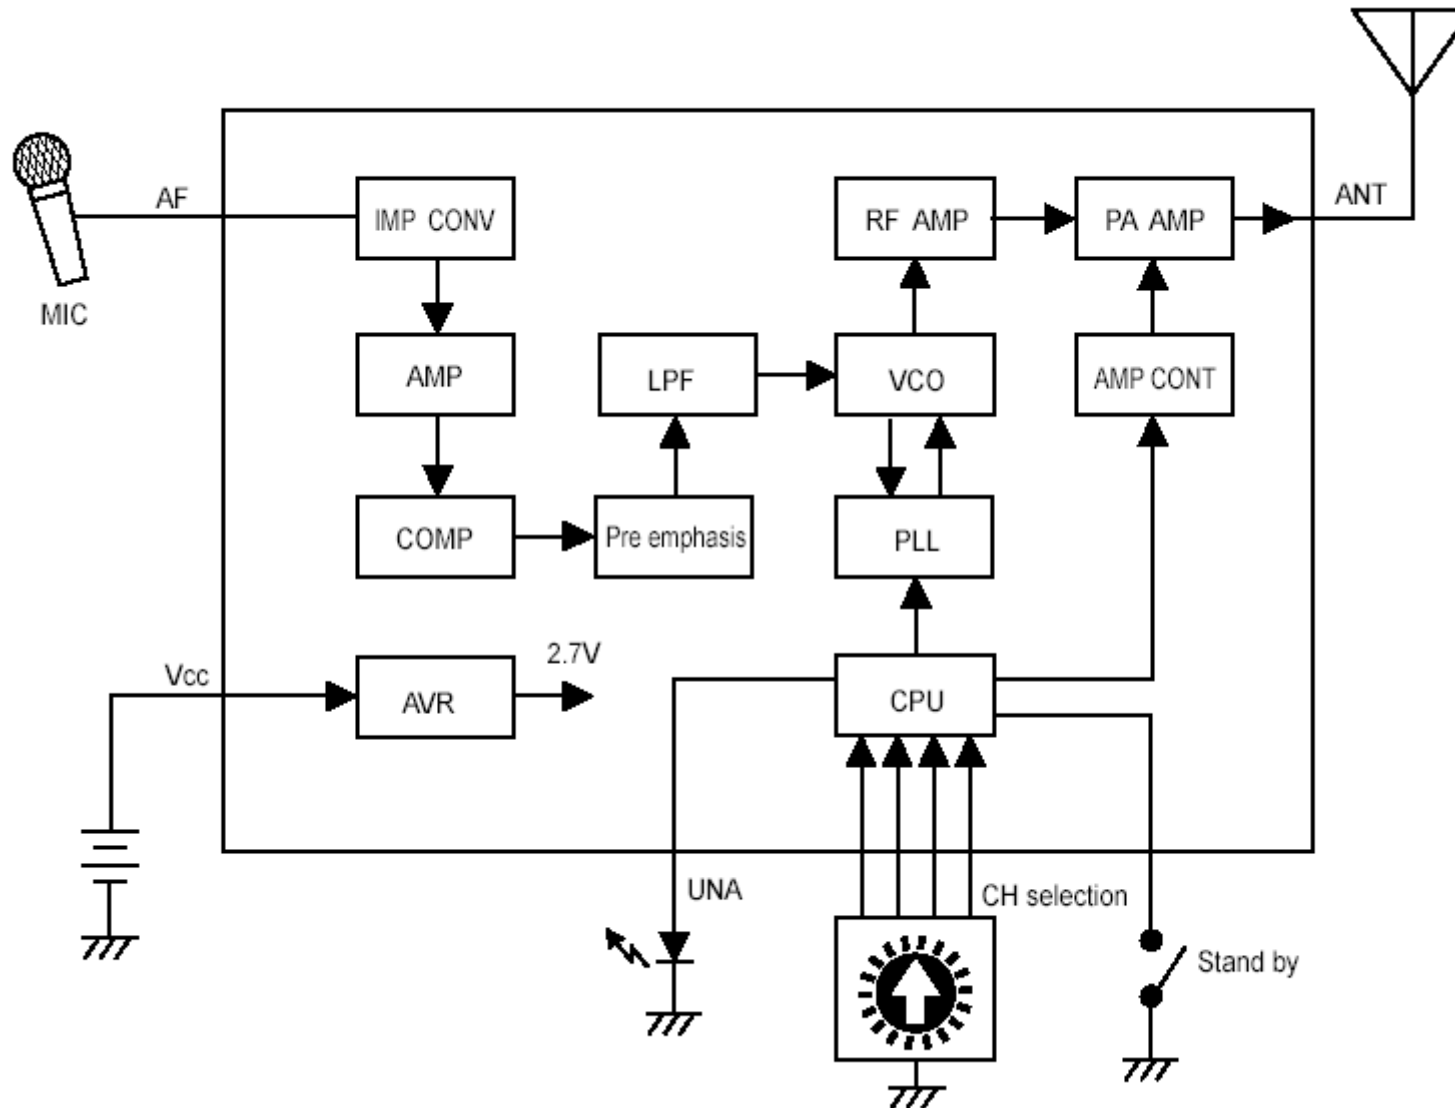 AF
IMP CONV
RF AMP
PA AMP
ANT
MIC
AMP
LPF
VCO
AMP CONT
COMP
Pre emphasis
PLL
Vcc
AVR
2.7V
CPU
UNA
CH selection
Stand by